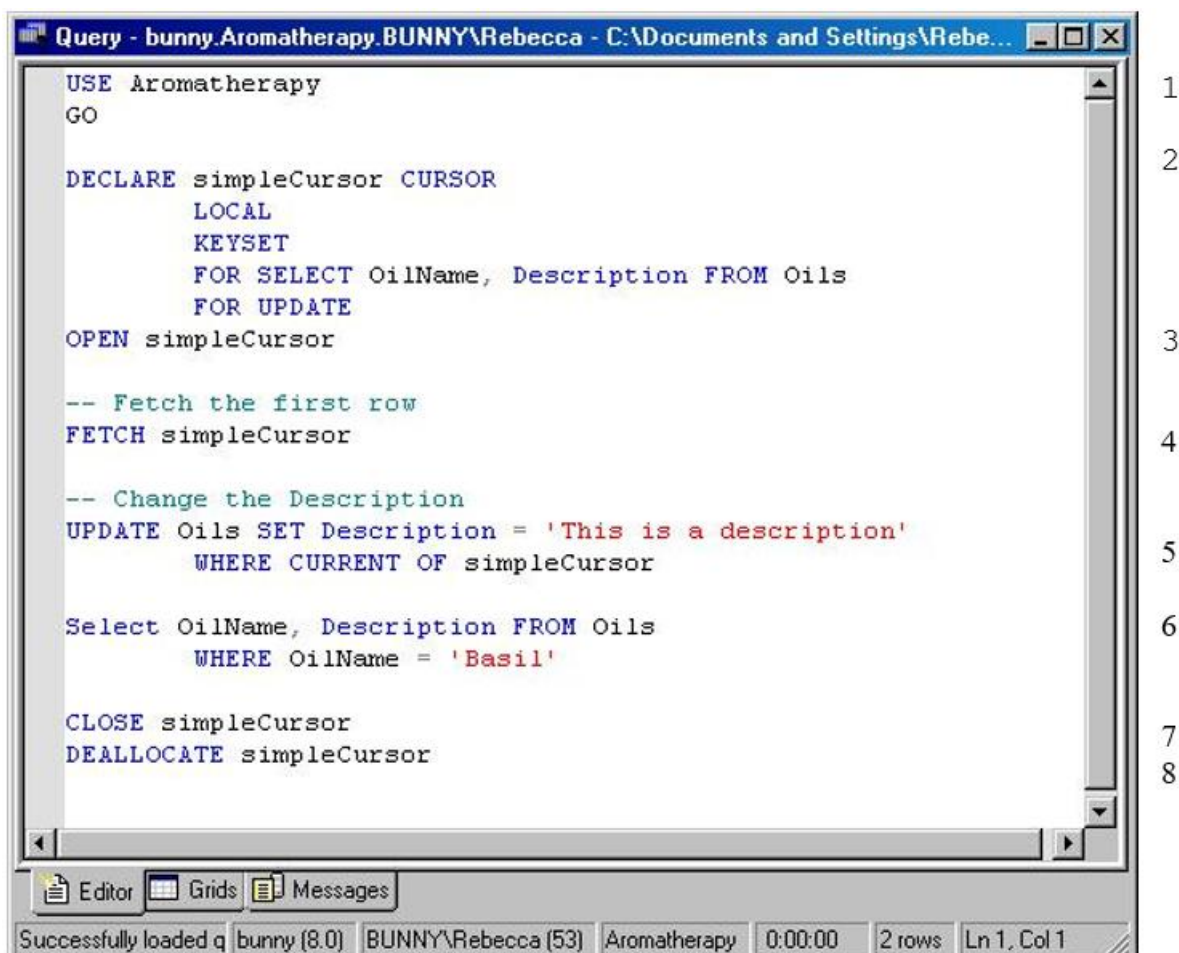 Query - bunny.Aromatherapy.BUNNY\Rebecca - C:\Documents and Settings\Rebe...
USE Aromatherapy 1
GO
DECLARE simpleCursor CURSOR 2
LOCAL
KEYSET
FOR SELECT OilName, Description FROM Oils
FOR UPDATE
OPEN simpleCursor 3
-- Fetch the first row
FETCH simpleCursor 4
-- Change the Description
UPDATE Oils SET Description = 'This is a description'
WHERE CURRENT OF simpleCursor 5
Select OilName, Description FROM Oils 6
WHERE OilName = 'Basil'
CLOSE simpleCursor 7
DEALLOCATE simpleCursor 8
Editor Grids Messages
Successfully loaded q bunny (8.0) BUNNY\Rebecca (53) Aromatherapy 0:00:00 2 rows Ln 1, Col 1